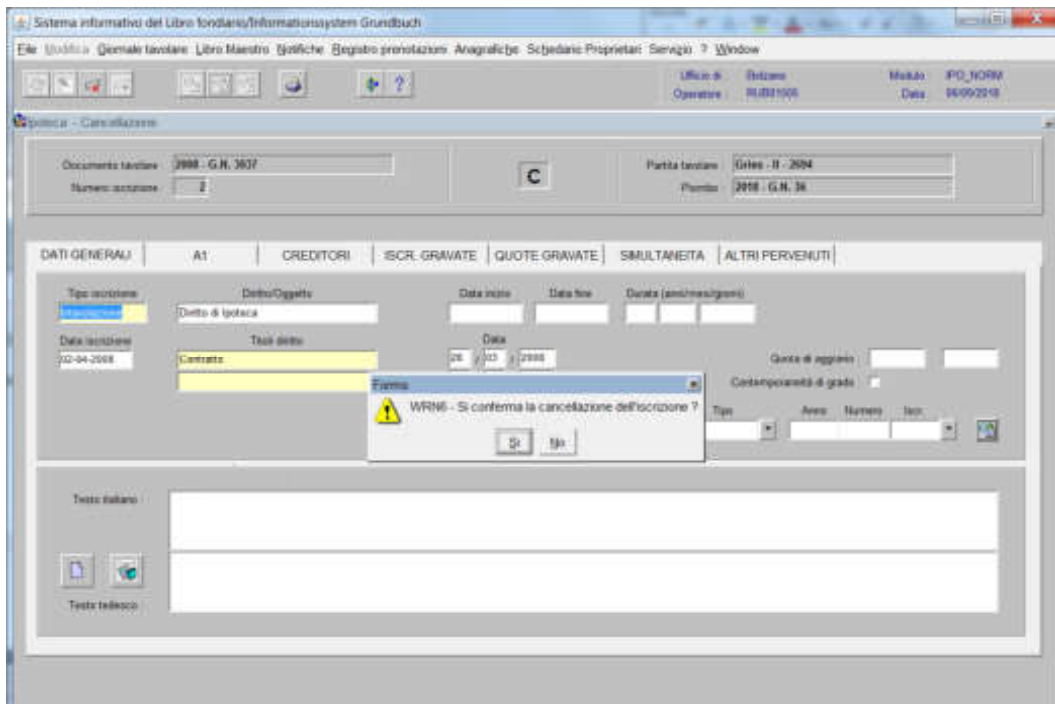 Sistema informativo del Libro fondiario/Informationssystem Grundbuch
File Modifica Giornale tavolare Libro Maestro Notifiche Registro prenotazioni Anagrafiche Schedario Proprietari Servizio ? Window
Ufficio di Bolzano Modulo IPO_NORM
Operatore Data
Ipoteca - Cancellazione
Documento tavolare 2008 - G.N. 3037 C Partita tavolare Gries - II - 2694
Numero iscrizione 2 Piombo 2018 - G.N. 36
DATI GENERALI A1 CREDITORI ISCR. GRAVATE QUOTE GRAVATE SIMULTANEITA ALTRI PERVENUTI
Tipo iscrizione Diritto/Oggetto Data inizio Data fine Durata (anni/mesi/giorni)
Intavolazione Diritto di ipoteca
Data iscrizione Titoli diritto Data
02-04-2008 Contratto / 03 / 2008 Quota di aggravio
Contemporaneità di grado
Forms
WRN6 - Si conferma la cancellazione dell'iscrizione ?
Tipo Anno Numero Iscr.
Si No
Testo italiano
Testo tedesco